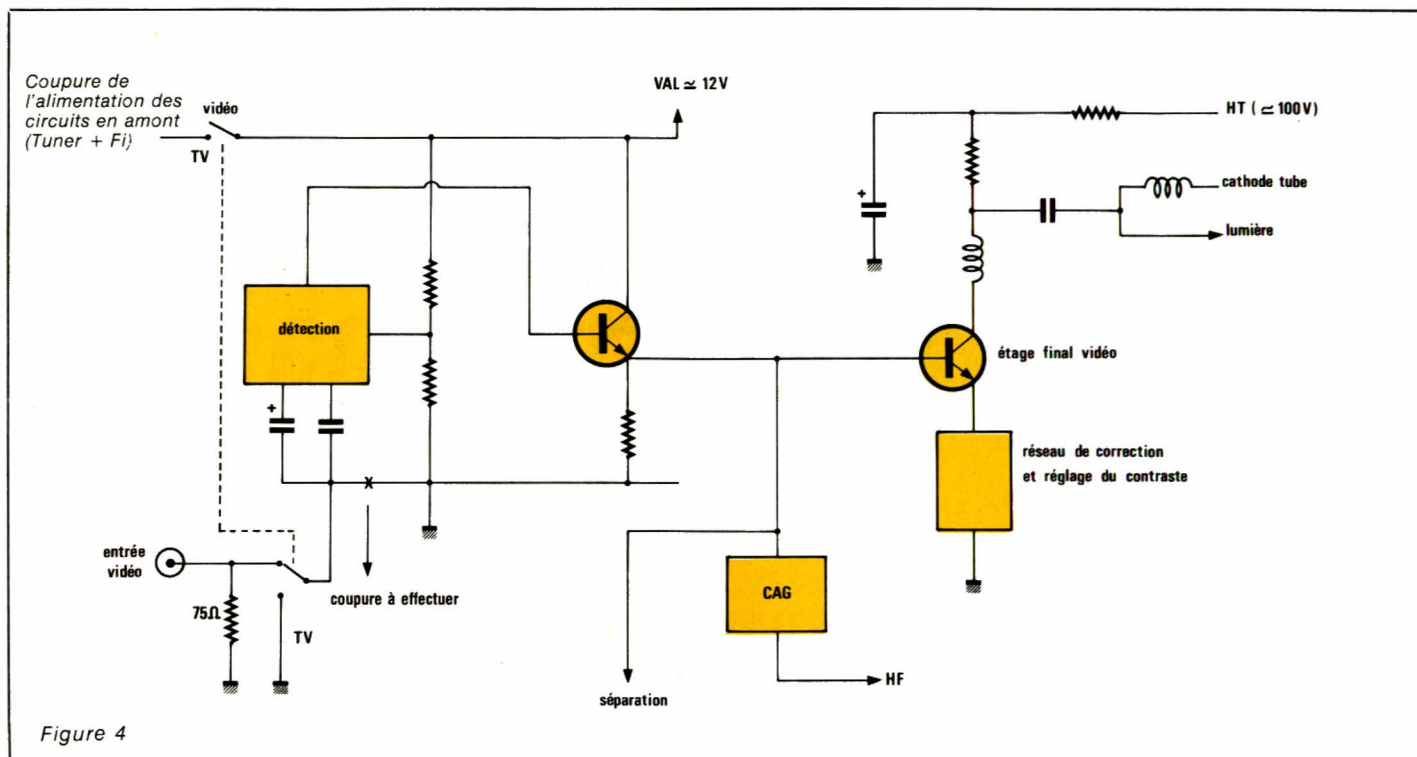 Coupure de
l'alimentation des
circuits en amont
(Tuner + Fi)
vidéo
TV
VAL ≃ 12V
HT (≃ 100V)
cathode tube
lumière
détection
+
+
étage final vidéo
réseau de correction
et réglage du contraste
entrée
vidéo
75Ω
TV
x
coupure à effectuer
CAG
séparation
HF
Figure 4